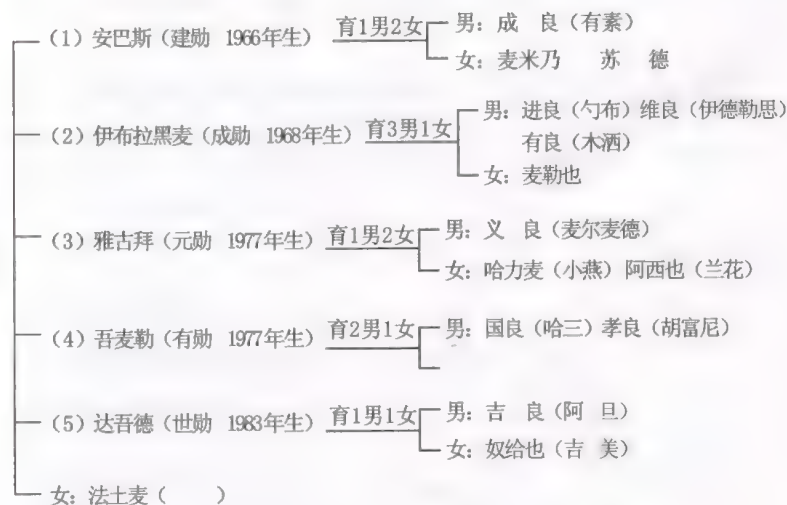 (1) 安巴斯(建勋 1966年生) 育1男2女 男:成 良(有素)
女:麦米乃 苏 德
(2) 伊布拉黑麦(成勋 1968年生) 育3男1女 男:进良(勺布) 维良(伊德勒思)
有良(木洒)
女:麦勒也
(3) 雅古拜(元勋 1977年生) 育1男2女 男:义 良(麦尔麦德)
女:哈力麦(小燕) 阿西也(兰花)
(4) 吾麦勒(有勋 1977年生) 育2男1女 男:国良(哈三) 孝良(胡富尼)
(5) 达吾德(世勋 1983年生) 育1男1女 男:吉 良(阿 旦)
女:奴给也(吉 美)
女:法土麦( )